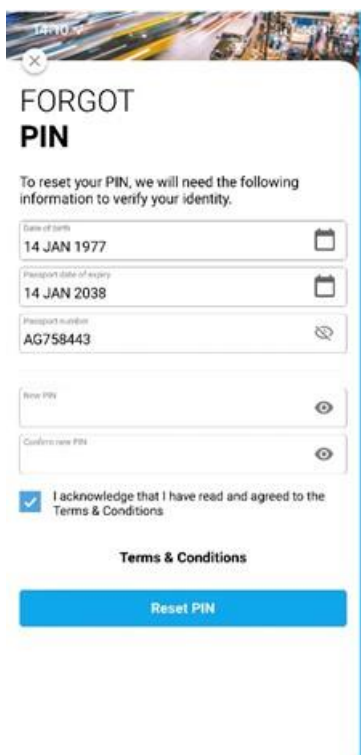 14:10
FORGOT
PIN
To reset your PIN, we will need the following
information to verify your identity.
Date of birth
14 JAN 1977
Passport date of expiry
14 JAN 2038
Passport number
AG758443
New PIN
Confirm new PIN
I acknowledge that I have read and agreed to the
Terms & Conditions
Terms & Conditions
Reset PIN